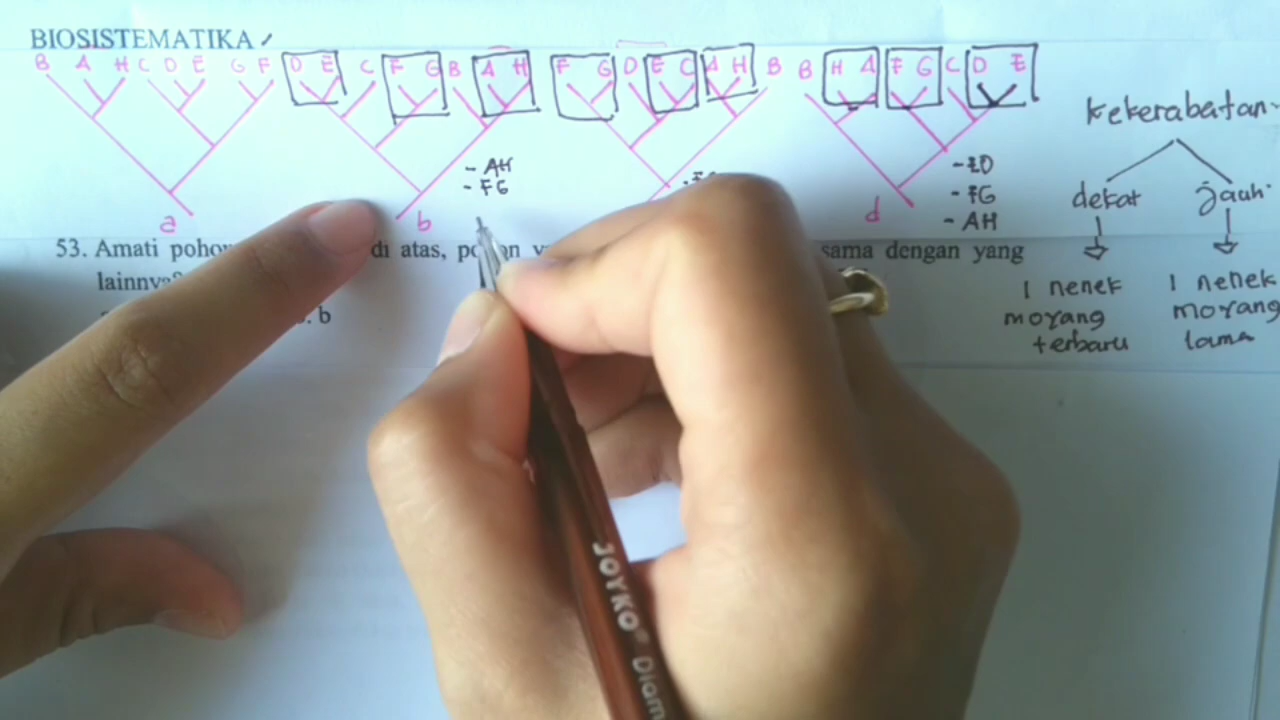 BIOSISTEMATIKA
B A H C D E G F
D E C F G B A H
F G D E C A H B
B H A F G C D E
a
b
d
- AH
- FG
- ED
- FG
- AH
kekerabatan
dekat
jauh
1 nenek
moyang
terbaru
1 nenek
moyang
lama
53. Amati di atas, sama dengan yang
b
JOYKO